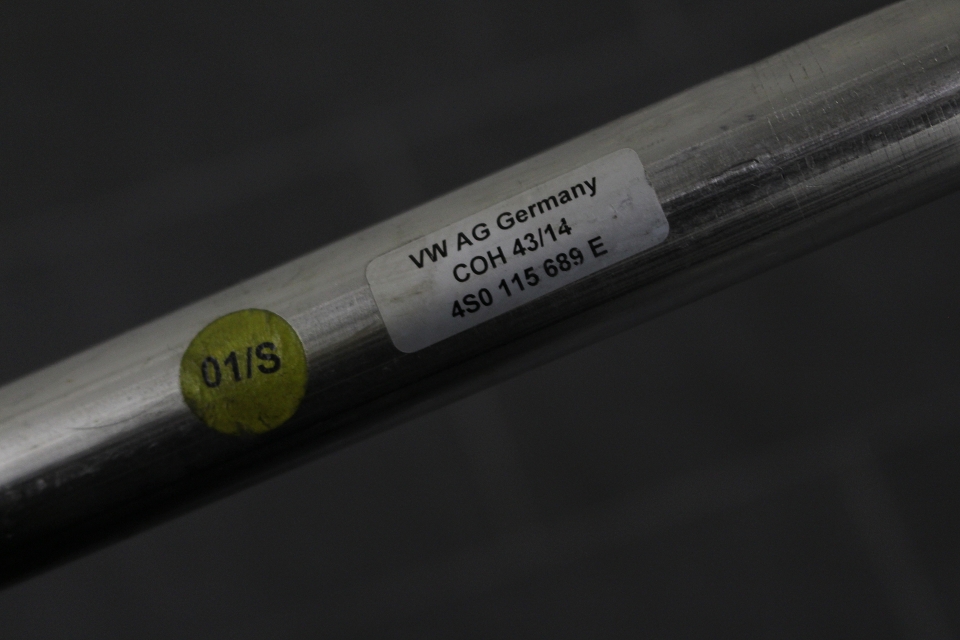 VW AG Germany
COH 43/14
4S0 115 689 E
01/S